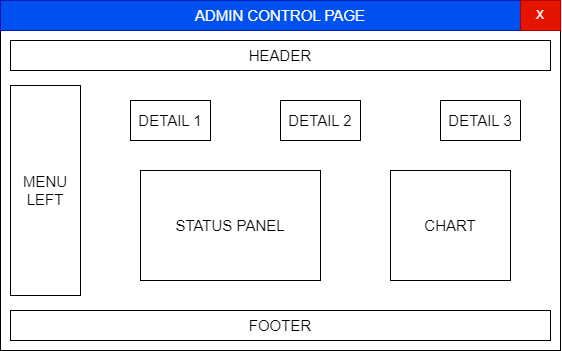 ADMIN CONTROL PAGE
X
HEADER
DETAIL 1
DETAIL 2
DETAIL 3
MENU
LEFT
STATUS PANEL
CHART
FOOTER